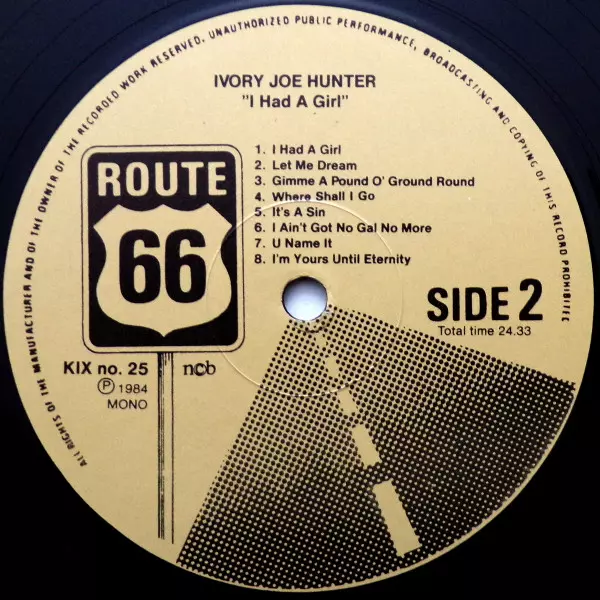 ALL RIGHTS OF THE MANUFACTURER AND OF THE OWNER OF THE RECORDED WORK RESERVED, UNAUTHORIZED PUBLIC PERFORMANCE, BROADCASTING AND COPYING OF THIS RECORD PROHIBITED
IVORY JOE HUNTER
"I Had A Girl"
1. I Had A Girl
2. Let Me Dream
3. Gimme A Pound O' Ground Round
4. Where Shall I Go
5. It's A Sin
6. I Ain't Got No Gal No More
7. U Name It
8. I'm Yours Until Eternity
ROUTE
66
SIDE 2
Total time 24.33
KIX no. 25
ncb
Ⓟ 1984
MONO